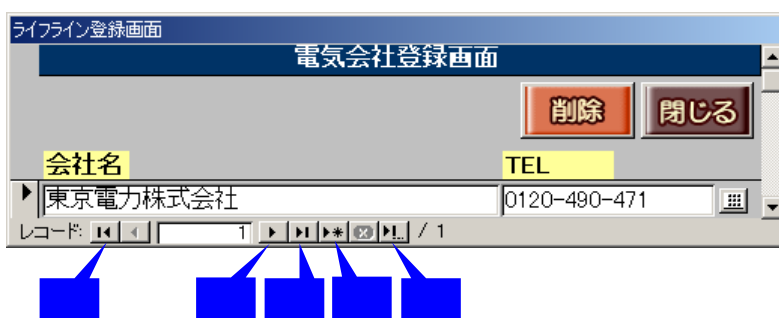 ライフライン登録画面
電気会社登録画面
削除 閉じる
会社名 TEL
東京電力株式会社 0120-490-471
レコード: 1 / 1